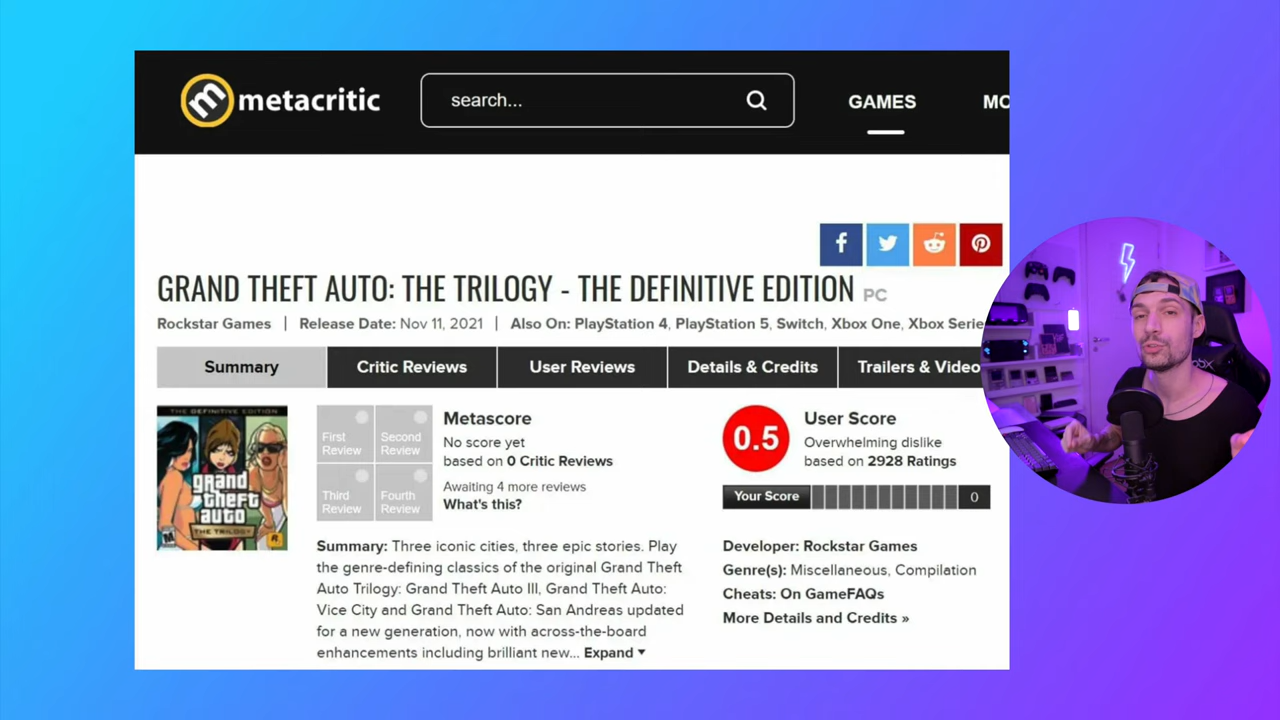 metacritic
search...
GAMES
MO
GRAND THEFT AUTO: THE TRILOGY - THE DEFINITIVE EDITION PC
Rockstar Games | Release Date: Nov 11, 2021 | Also On: PlayStation 4, PlayStation 5, Switch, Xbox One, Xbox Serie
Summary
Critic Reviews
User Reviews
Details & Credits
Trailers & Video
THE DEFINITIVE EDITION
grand
theft
auto
THE TRILOGY
M
R
First
Review
Second
Review
Third
Review
Fourth
Review
Metascore
No score yet
based on 0 Critic Reviews
Awaiting 4 more reviews
What's this?
0.5
User Score
Overwhelming dislike
based on 2928 Ratings
Your Score
0
Summary: Three iconic cities, three epic stories. Play
the genre-defining classics of the original Grand Theft
Auto Trilogy: Grand Theft Auto III, Grand Theft Auto:
Vice City and Grand Theft Auto: San Andreas updated
for a new generation, now with across-the-board
enhancements including brilliant new... Expand
Developer: Rockstar Games
Genre(s): Miscellaneous, Compilation
Cheats: On GameFAQs
More Details and Credits »